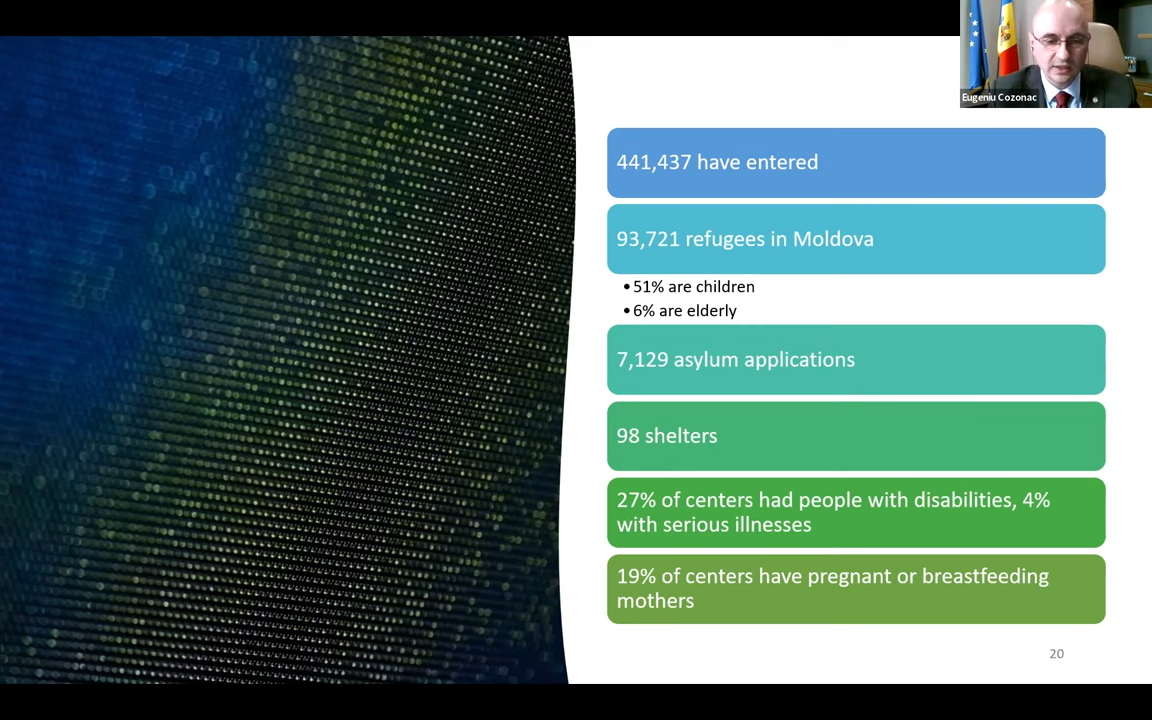 Eugeniu Cozonac
441,437 have entered
93,721 refugees in Moldova
• 51% are children
• 6% are elderly
7,129 asylum applications
98 shelters
27% of centers had people with disabilities, 4%
with serious illnesses
19% of centers have pregnant or breastfeeding
mothers
20